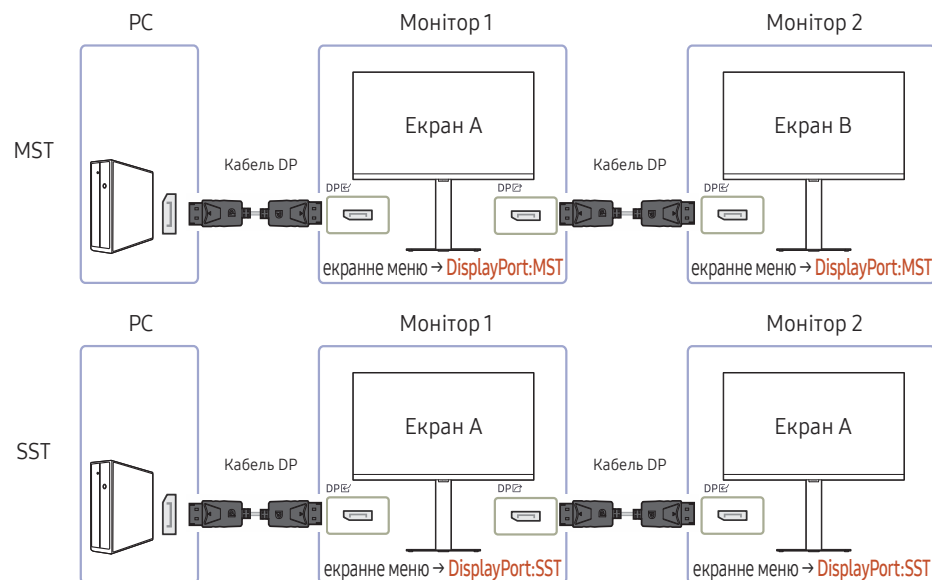 PC Монітор 1 Монітор 2
Екран A Екран B
MST
Кабель DP Кабель DP
DP DP DP
екранне меню → DisplayPort:MST екранне меню → DisplayPort:MST
PC Монітор 1 Монітор 2
Екран A Екран A
SST
Кабель DP Кабель DP
DP DP DP
екранне меню → DisplayPort:SST екранне меню → DisplayPort:SST